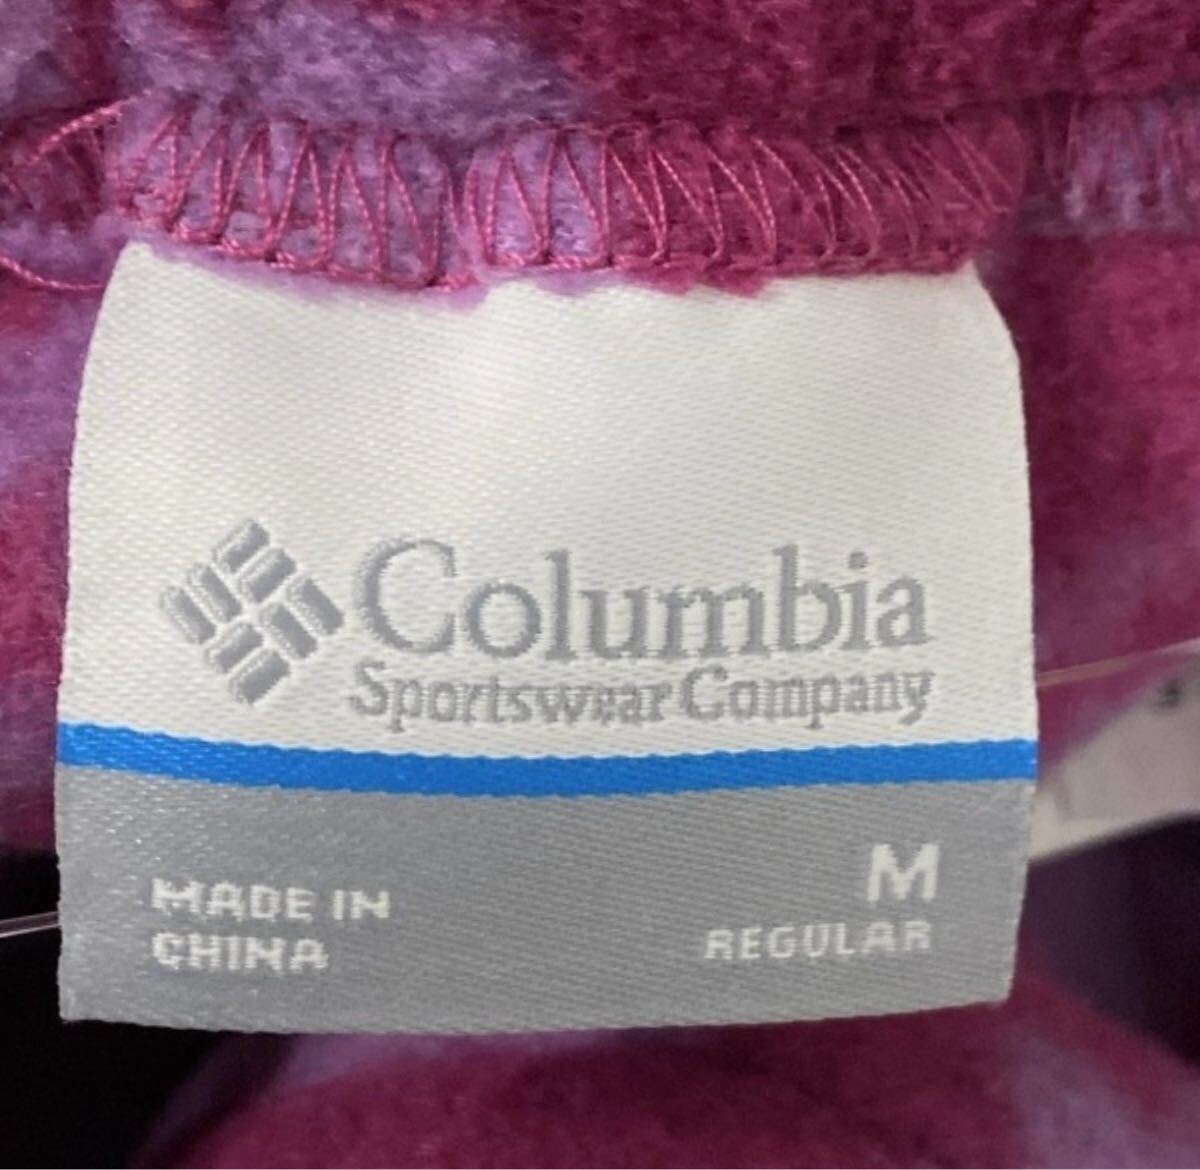 Columbia
Sportswear Company
M
REGULAR
MADE IN
CHINA